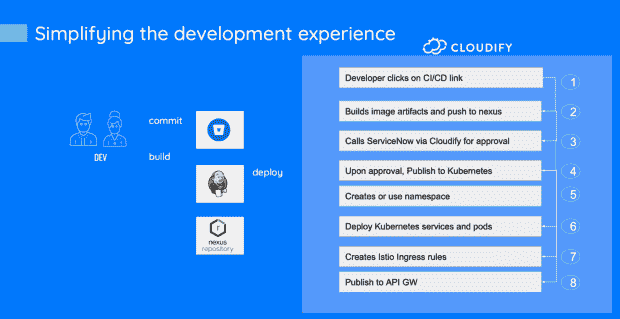 Simplifying the development experience
CLOUDIFY
commit
build
deploy
DEV
nexus
repository
Developer clicks on CI/CD link
1
Builds image artifacts and push to nexus
2
Calls ServiceNow via Cloudify for approval
3
Upon approval, Publish to Kubernetes
4
Creates or use namespace
5
Deploy Kubernetes services and pods
6
Creates Istio Ingress rules
7
Publish to API GW
8